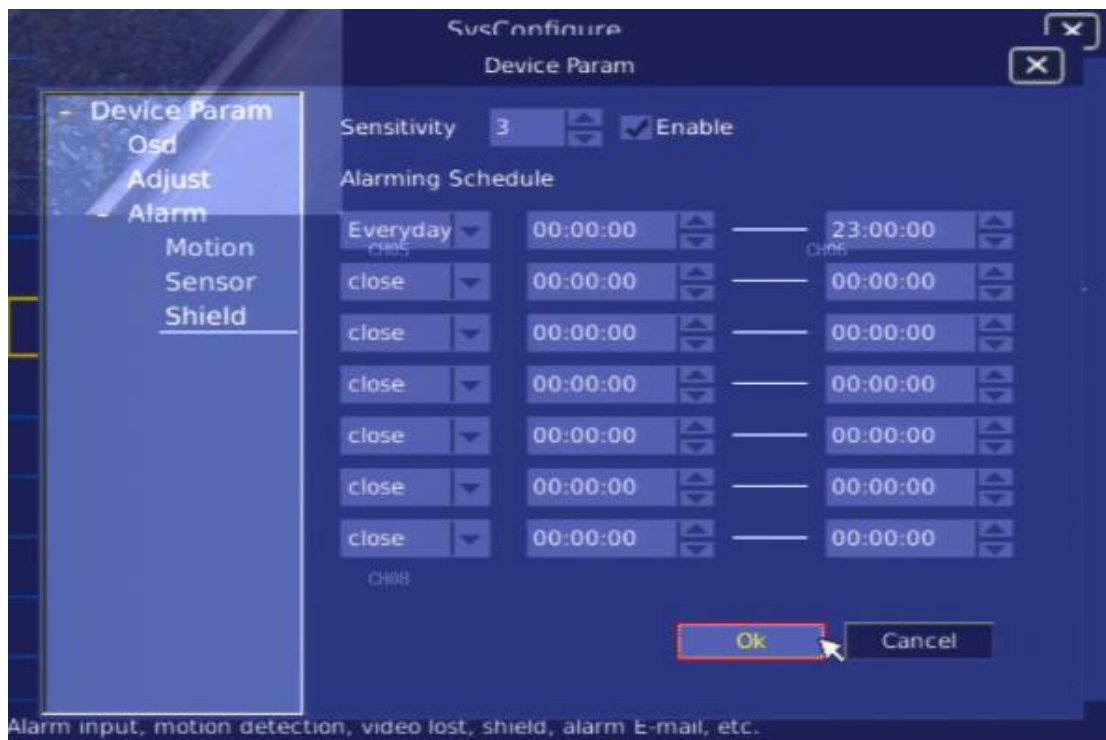 SysConfigure
Device Param
- Device Param
Osd
Adjust
- Alarm
Motion
Sensor
Shield
Sensitivity 3 Enable
Alarming Schedule
Everyday 00:00:00 23:00:00
CH05 CH06
close 00:00:00 00:00:00
close 00:00:00 00:00:00
close 00:00:00 00:00:00
close 00:00:00 00:00:00
close 00:00:00 00:00:00
close 00:00:00 00:00:00
CH08
Ok Cancel
Alarm input, motion detection, video lost, shield, alarm E-mail, etc.